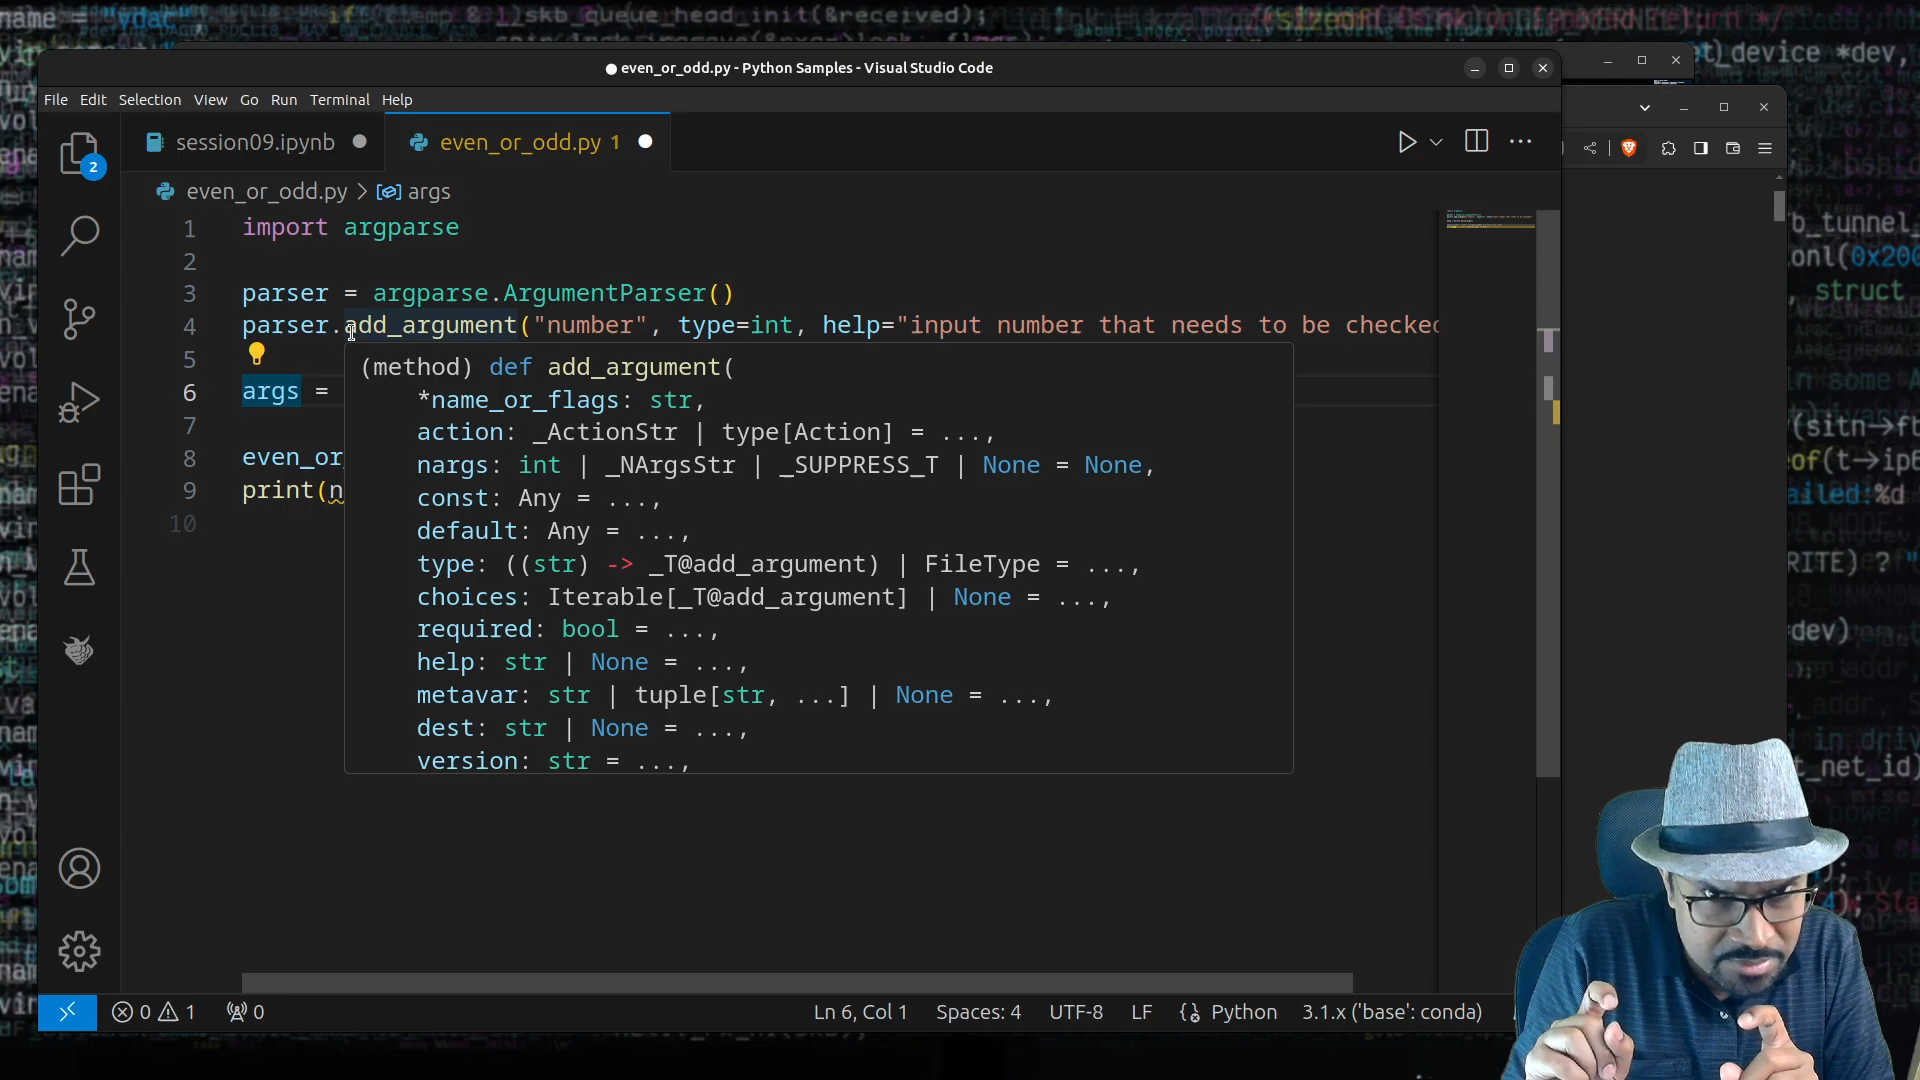 even_or_odd.py - Python Samples - Visual Studio Code
File Edit Selection View Go Run Terminal Help
session09.ipynb
even_or_odd.py 1
even_or_odd.py > args
2
1 import argparse
2
3 parser = argparse.ArgumentParser()
4 parser.add_argument("number", type=int, help="input number that needs to be checked
5
6 args =
7
8 even_or
9 print(n
10
(method) def add_argument(
*name_or_flags: str,
action: _ActionStr | type[Action] = ...,
nargs: int | _NArgsStr | _SUPPRESS_T | None = None,
const: Any = ...,
default: Any = ...,
type: ((str) -> _T@add_argument) | FileType = ...,
choices: Iterable[_T@add_argument] | None = ...,
required: bool = ...,
help: str | None = ...,
metavar: str | tuple[str, ...] | None = ...,
dest: str | None = ...,
version: str = ...,
0 1 0
Ln 6, Col 1 Spaces: 4 UTF-8 LF Python 3.1.x ('base': conda)